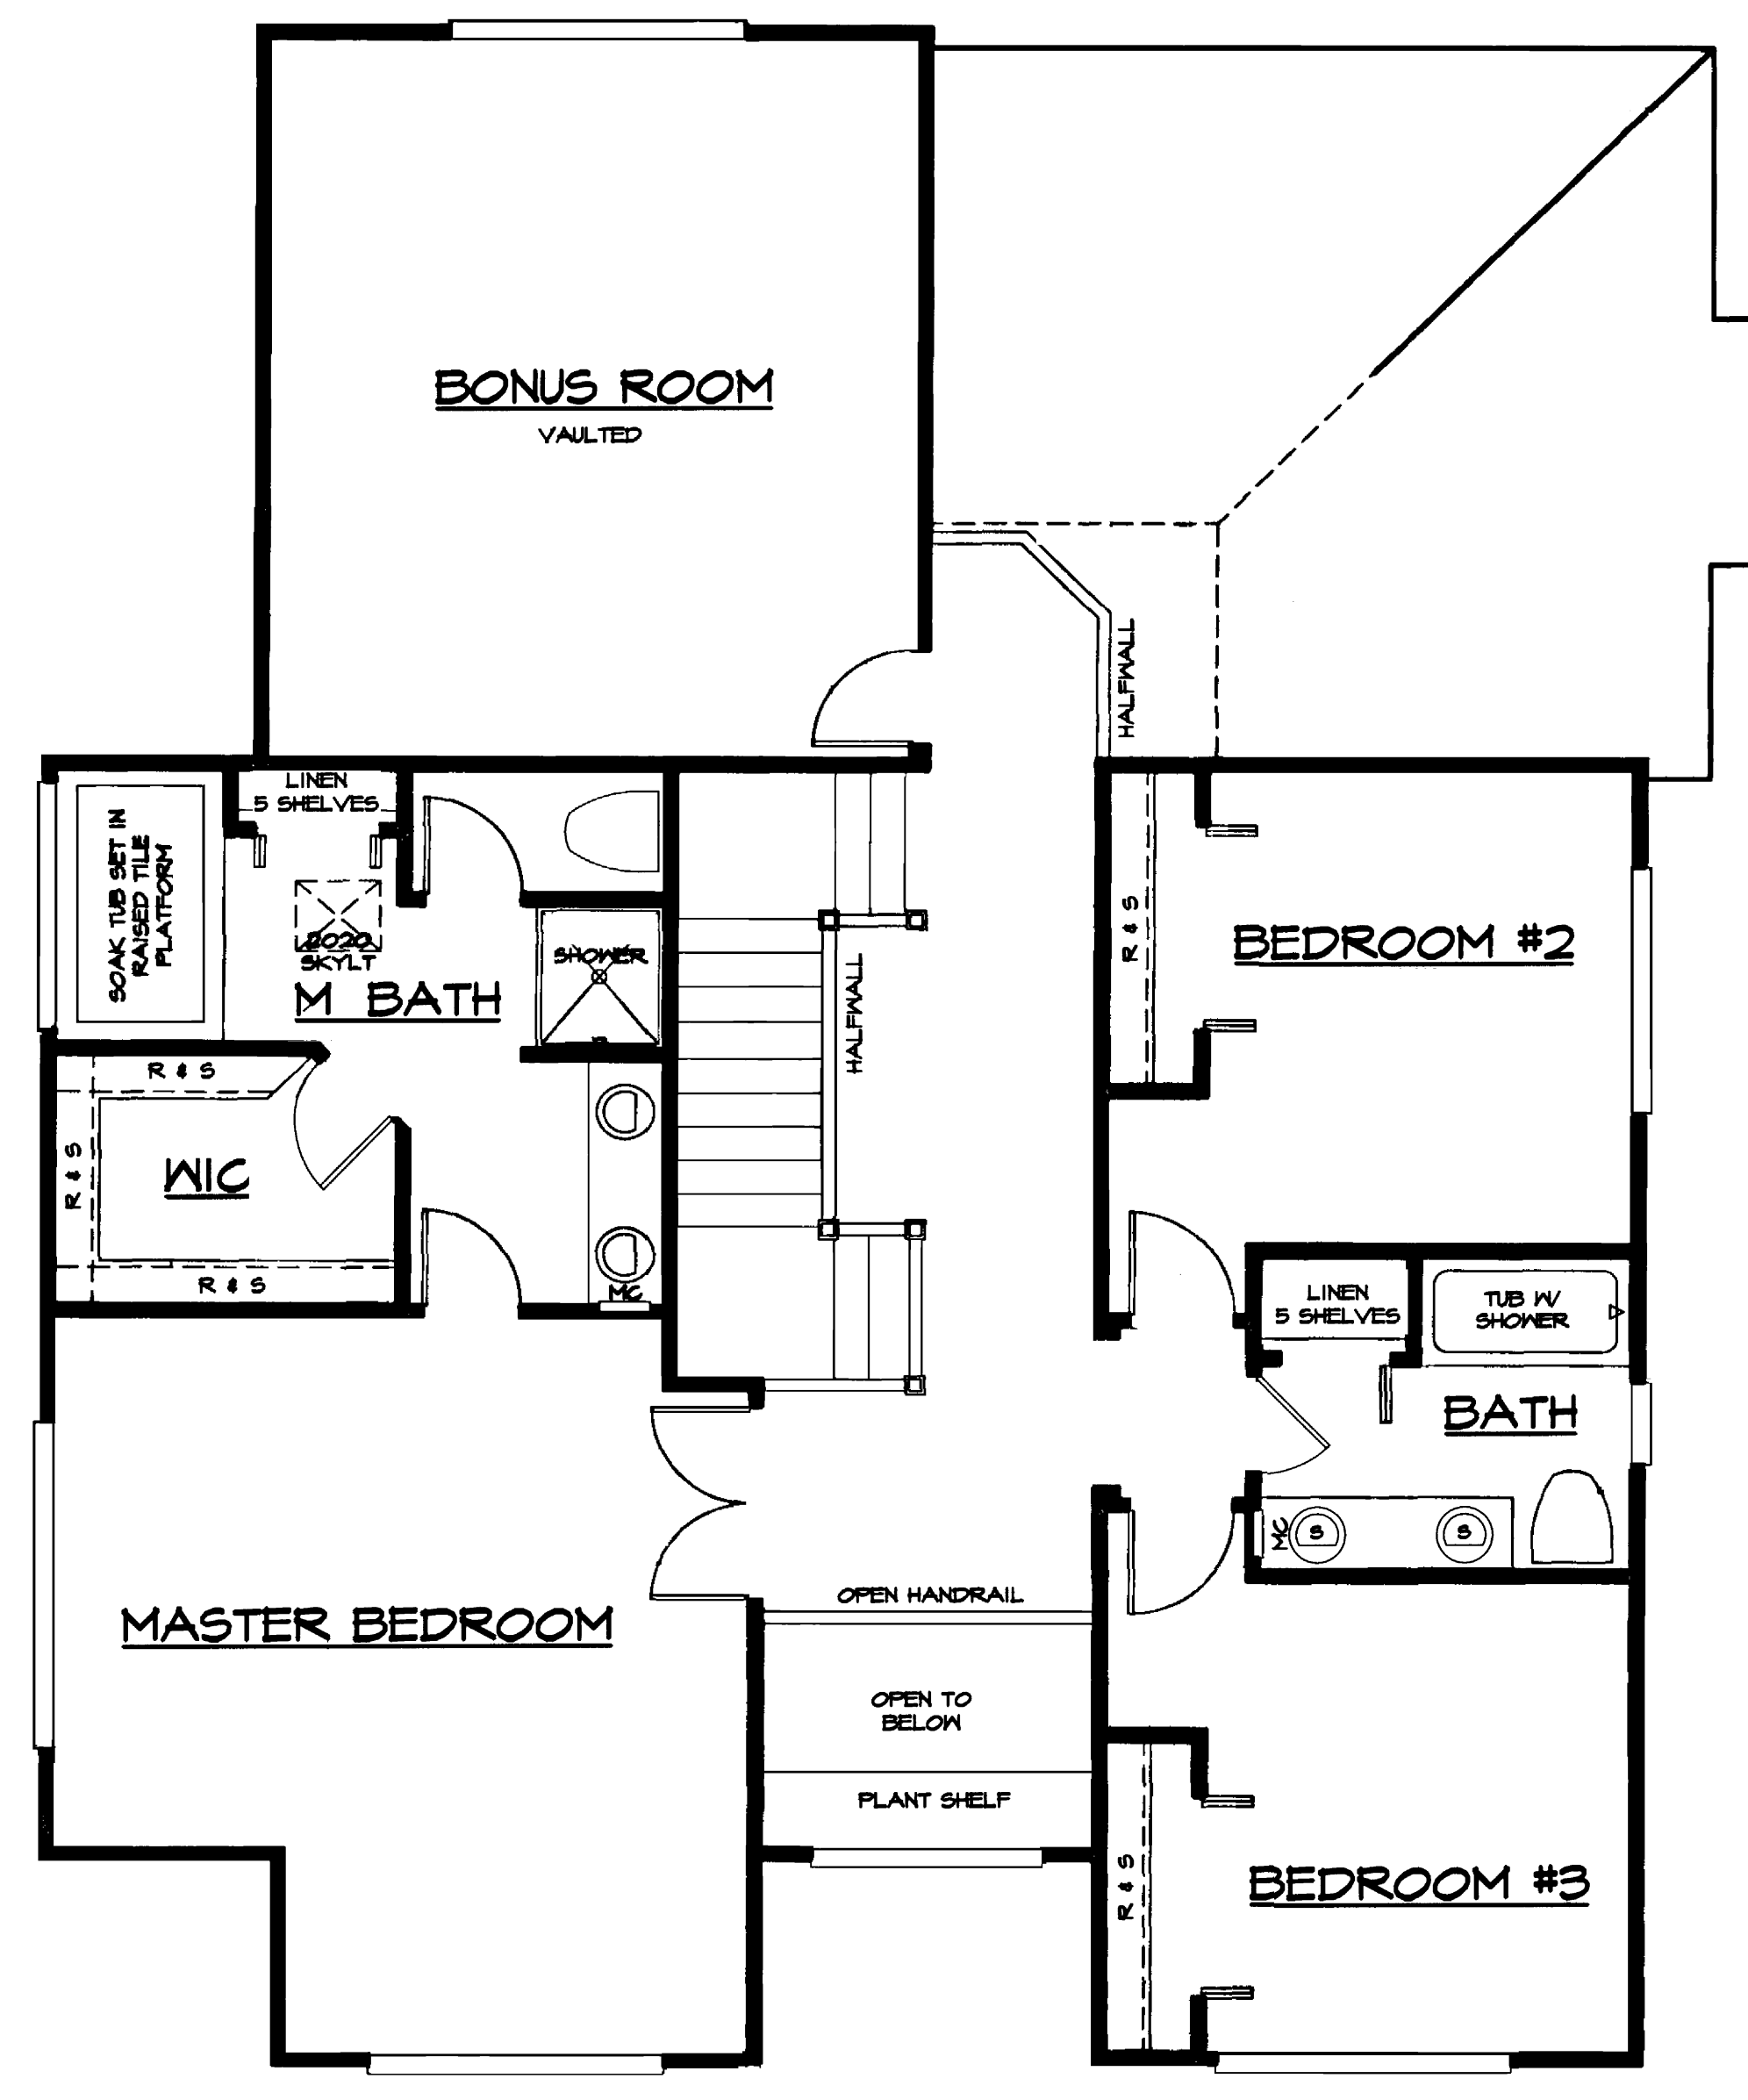 BONUS ROOM
VAULTED
HALFWALL
LINEN
5 SHELVES
SOAK TUB SET IN
RAISED TILE
PLATFORM
2020
SKYLT
M BATH
SHOWER
HALFWALL
R & S
BEDROOM #2
R & S
R & S
WIC
R & S
MC
LINEN
5 SHELVES
TUB W/
SHOWER
BATH
MC
S
S
MASTER BEDROOM
OPEN HANDRAIL
OPEN TO
BELOW
PLANT SHELF
R & S
BEDROOM #3